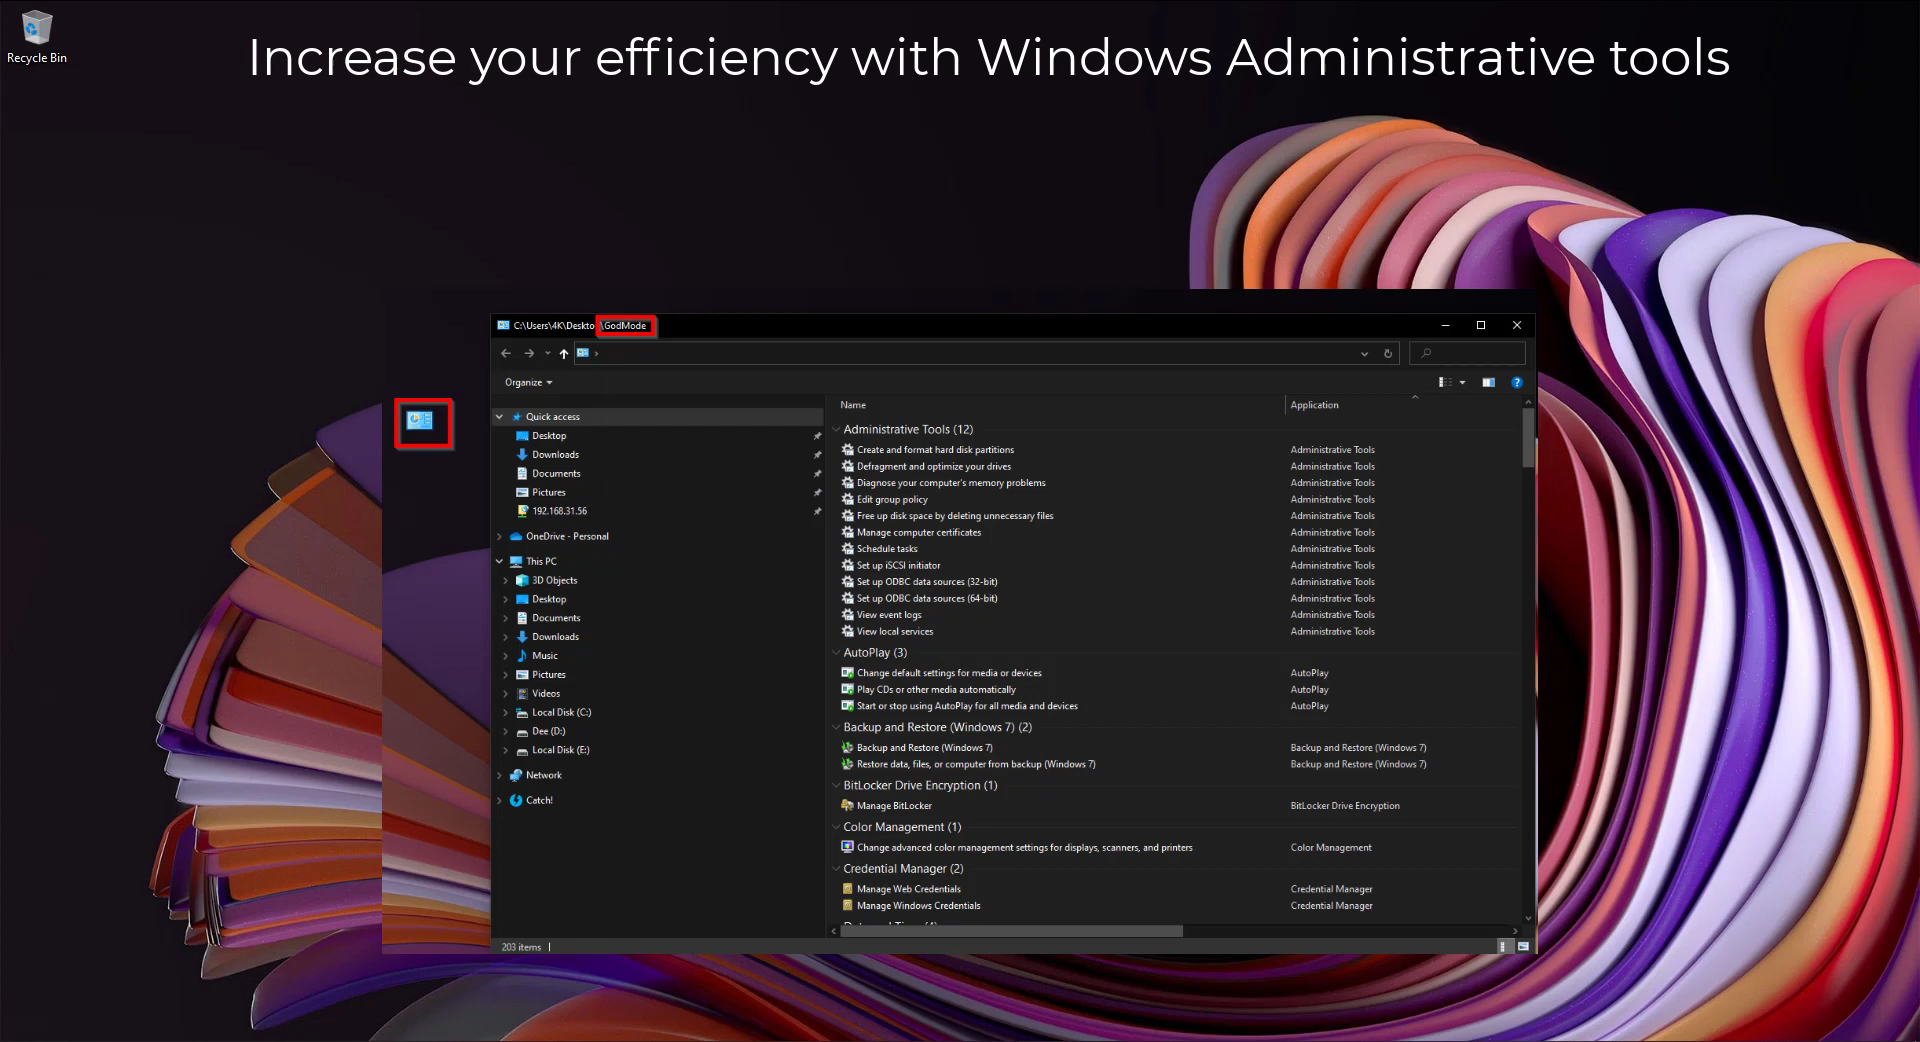 Recycle Bin
Increase your efficiency with Windows Administrative tools
C:\Users\4K\Deskto \GodMode
Organize
Name
Application
Quick access
Desktop
Downloads
Documents
Pictures
192.168.31.56
OneDrive - Personal
This PC
3D Objects
Desktop
Documents
Downloads
Music
Pictures
Videos
Local Disk (C:)
Dee (D:)
Local Disk (E:)
Network
Catch!
Administrative Tools (12)
Create and format hard disk partitions Administrative Tools
Defragment and optimize your drives Administrative Tools
Diagnose your computer's memory problems Administrative Tools
Edit group policy Administrative Tools
Free up disk space by deleting unnecessary files Administrative Tools
Manage computer certificates Administrative Tools
Schedule tasks Administrative Tools
Set up iSCSI initiator Administrative Tools
Set up ODBC data sources (32-bit) Administrative Tools
Set up ODBC data sources (64-bit) Administrative Tools
View event logs Administrative Tools
View local services Administrative Tools
AutoPlay (3)
Change default settings for media or devices AutoPlay
Play CDs or other media automatically AutoPlay
Start or stop using AutoPlay for all media and devices AutoPlay
Backup and Restore (Windows 7) (2)
Backup and Restore (Windows 7) Backup and Restore (Windows 7)
Restore data, files, or computer from backup (Windows 7) Backup and Restore (Windows 7)
BitLocker Drive Encryption (1)
Manage BitLocker BitLocker Drive Encryption
Color Management (1)
Change advanced color management settings for displays, scanners, and printers Color Management
Credential Manager (2)
Manage Web Credentials Credential Manager
Manage Windows Credentials Credential Manager
203 items